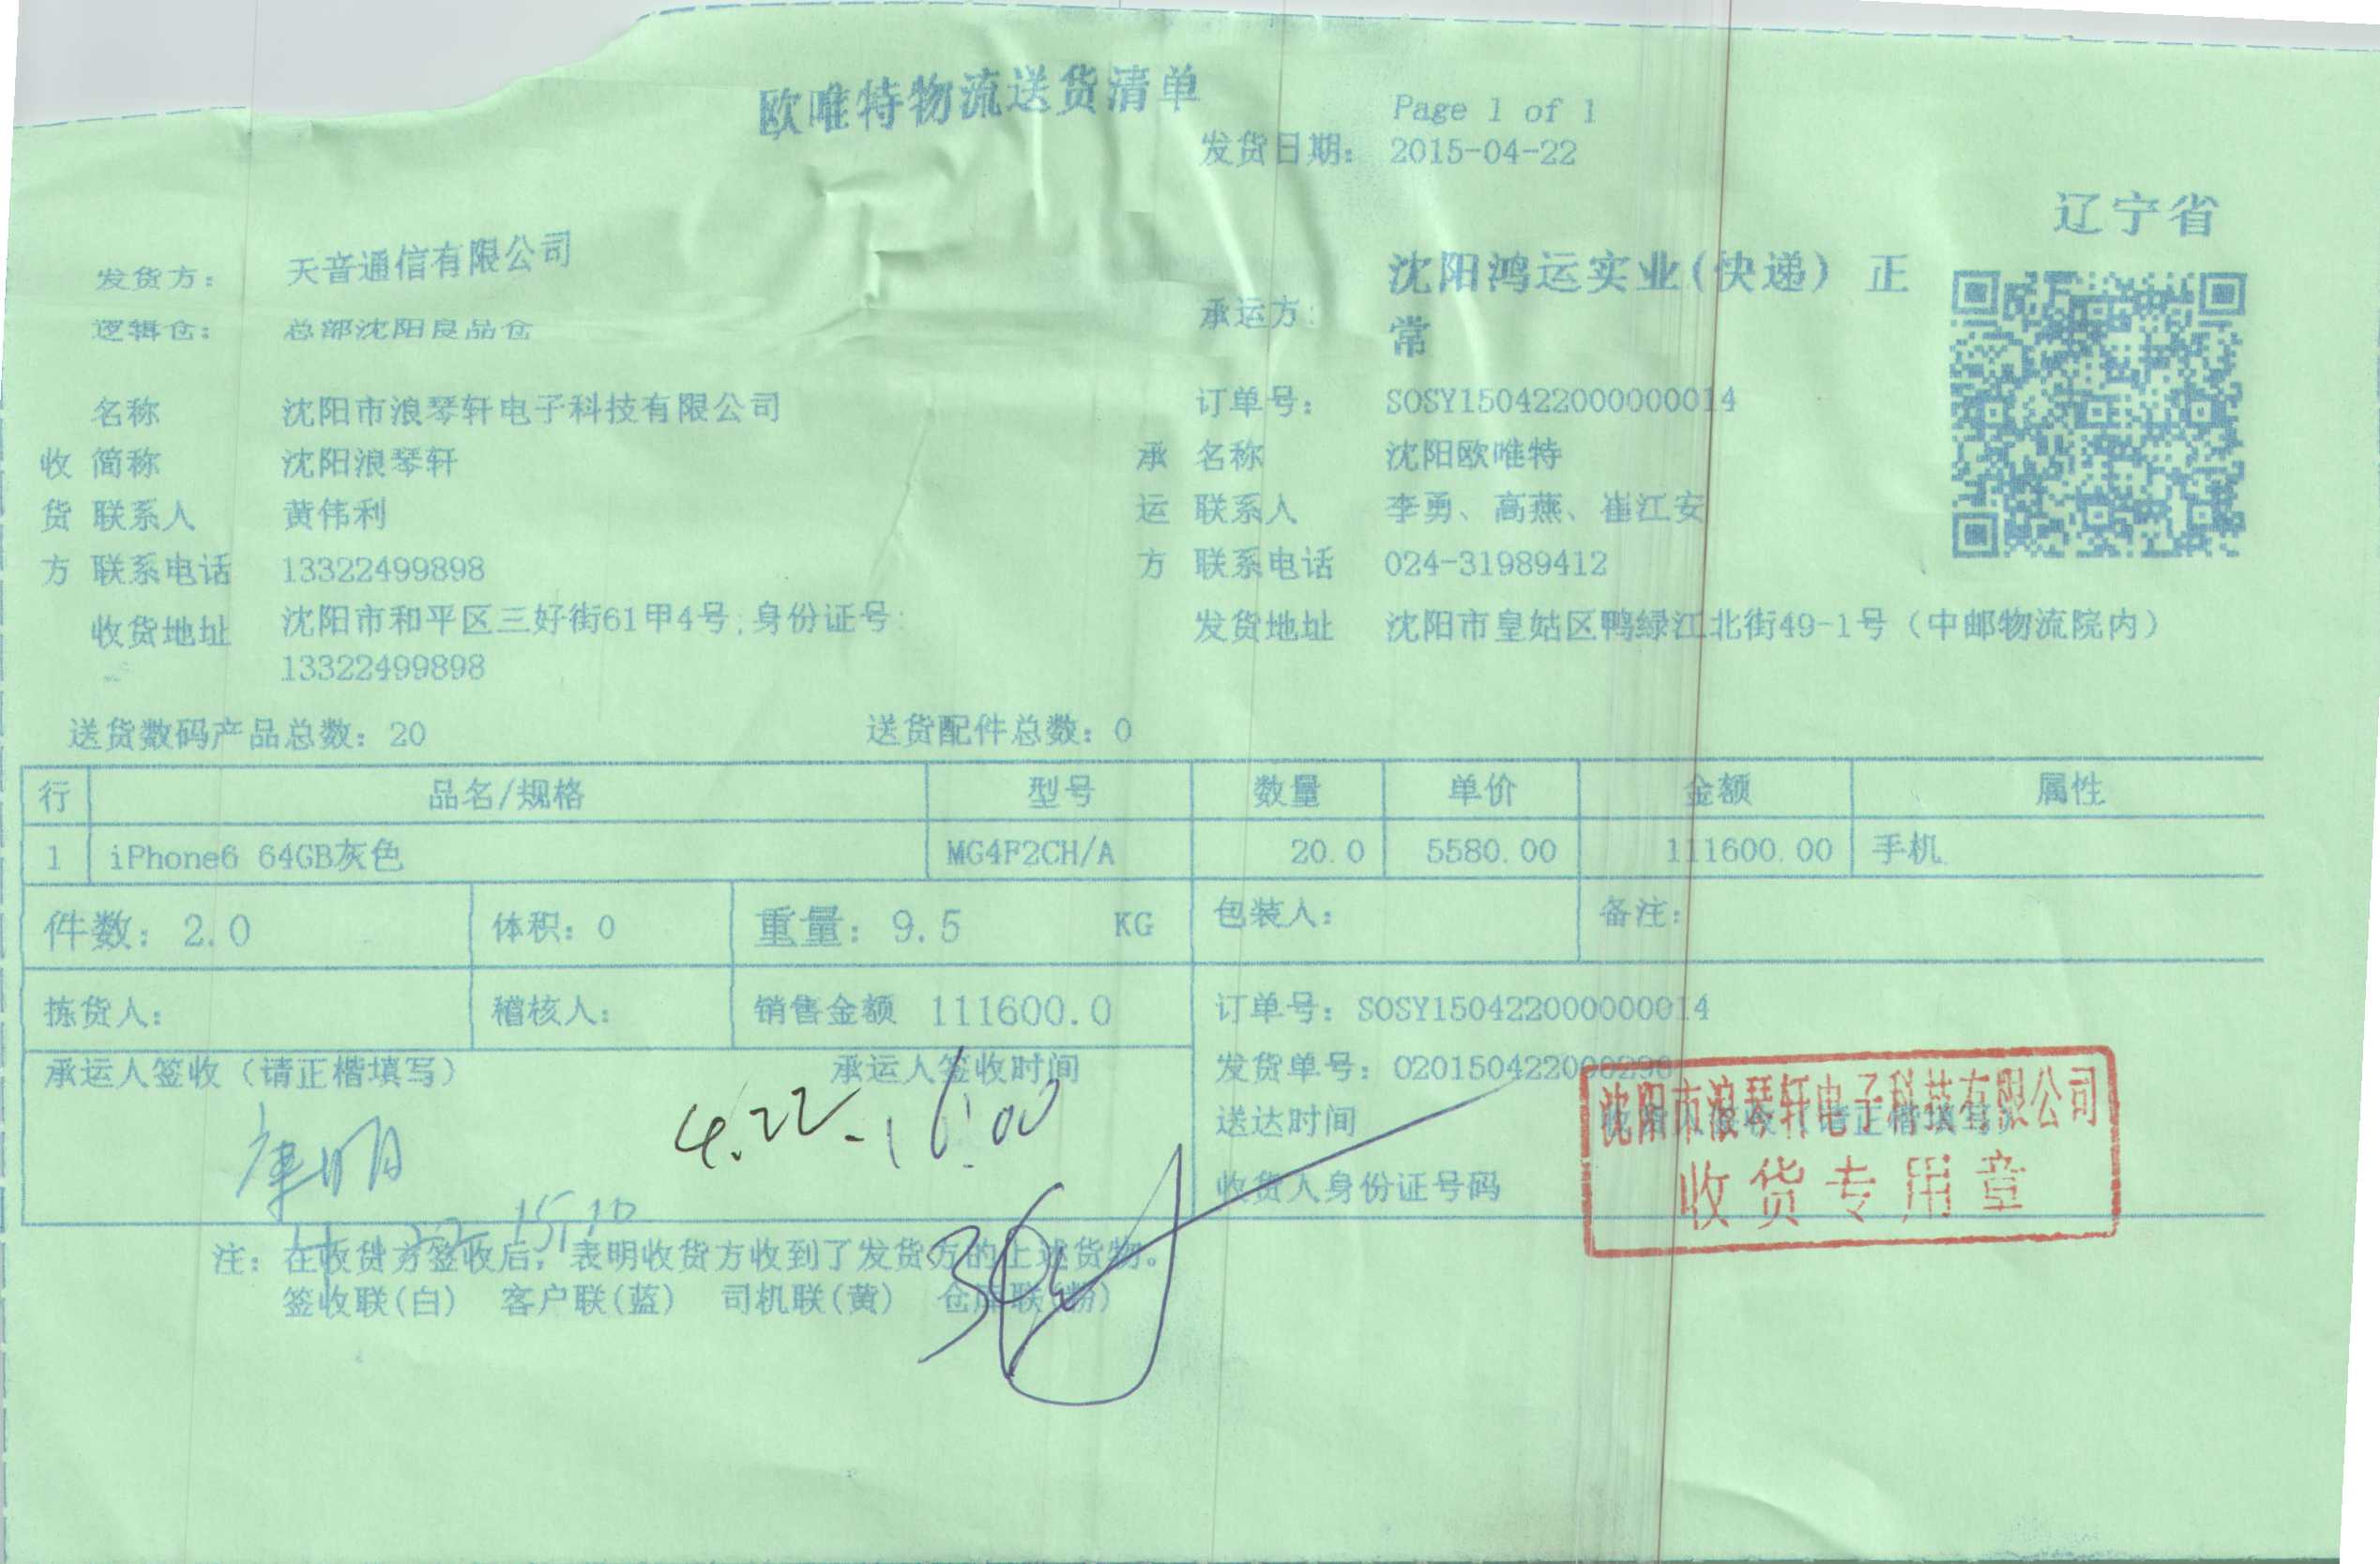 欧唯特物流送货清单
Page 1 of 1
发货日期: 2015-04-22
辽宁省
发货方: 天音通信有限公司
承运方: 沈阳鸿运实业(快递) 正常
逻辑仓: 总部沈阳良品仓
名称 沈阳市浪琴轩电子科技有限公司
订单号: SOSY150422000000014
收 简称 沈阳浪琴轩
承 名称 沈阳欧唯特
货 联系人 黄伟利
运 联系人 李勇、高燕、崔江安
方 联系电话 13322499898
方 联系电话 024-31989412
收货地址 沈阳市和平区三好街61甲4号;身份证号:
13322499898
发货地址 沈阳市皇姑区鸭绿江北街49-1号(中邮物流院内)
送货数码产品总数: 20 送货配件总数: 0
行 品名/规格 型号 数量 单价 金额 属性
1 iPhone6 64GB灰色 MG4F2CH/A 20.0 5580.00 111600.00 手机
件数: 2.0 体积: 0 重量: 9.5 KG 包装人: 备注:
拣货人: 稽核人: 销售金额 111600.0 订单号: SOSY150422000000014
承运人签收(请正楷填写) 承运人签收时间
发货单号: 020150422000290
4.22-16:00
送达时间
沈阳市浪琴轩电子科技有限公司
收货专用章
收货人身份证号码
4.22 15:10
注: 在收货方签收后, 表明收货方收到了发货方的上述货物。
签收联(白) 客户联(蓝) 司机联(黄) 仓库联(粉)